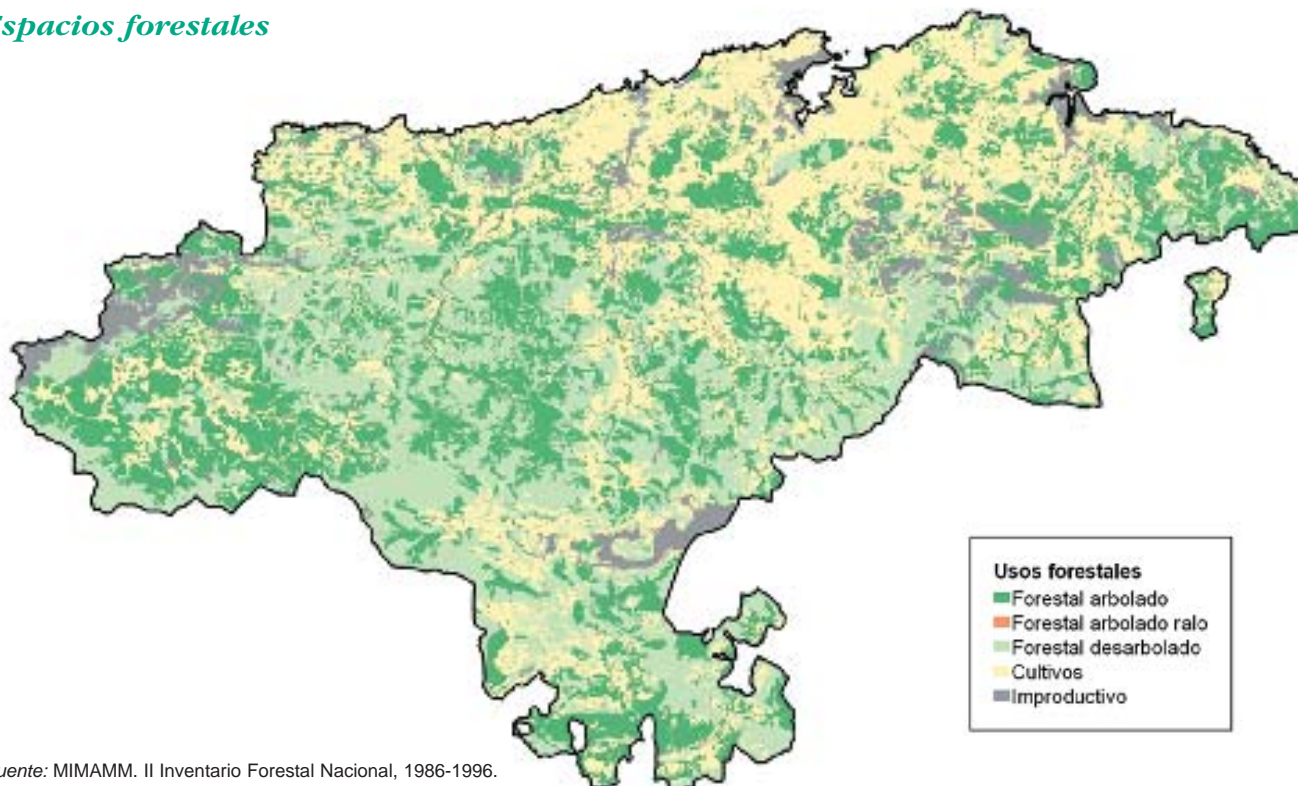 spacios forestales
Usos forestales
Forestal arbolado
Forestal arbolado ralo
Forestal desarbolado
Cultivos
Improductivo
uente: MIMAMM. II Inventario Forestal Nacional, 1986-1996.